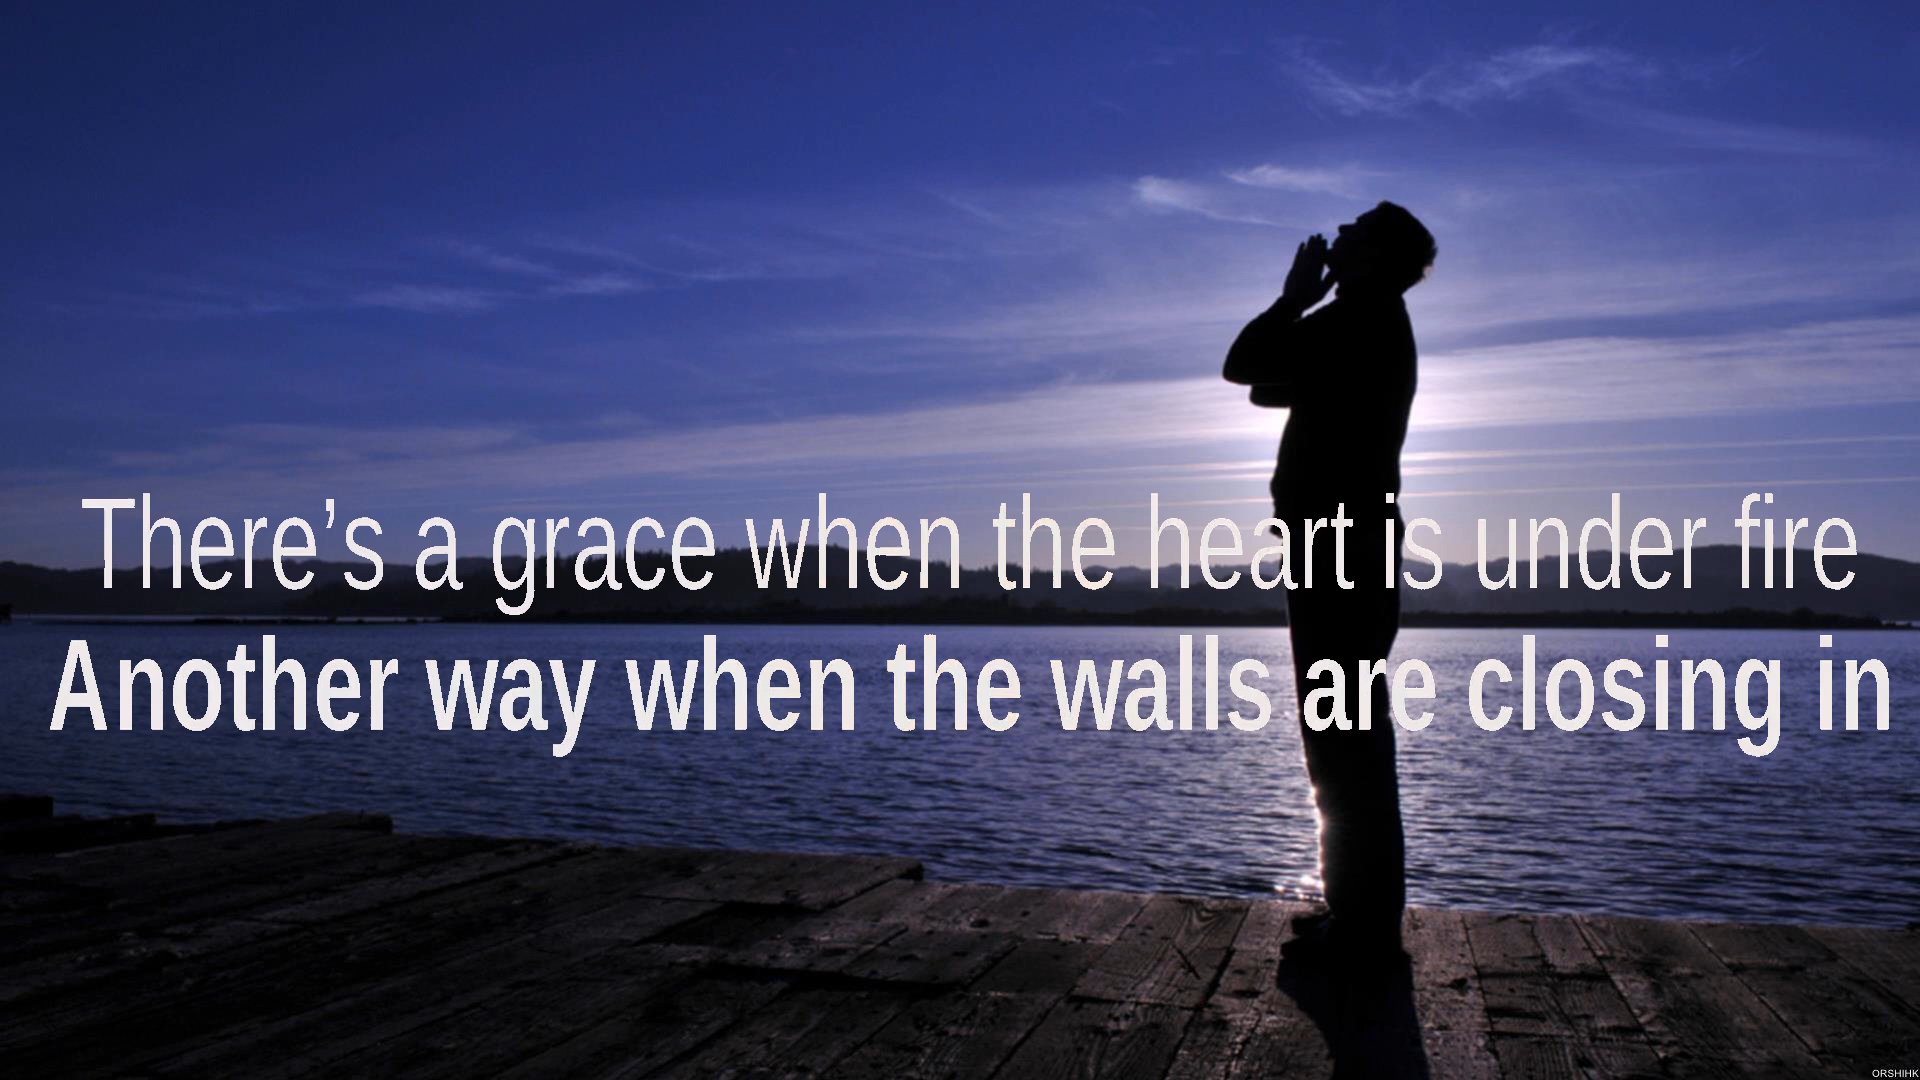 There’s a grace when the heart is under fire
Another way when the walls are closing in
ORSHIHK